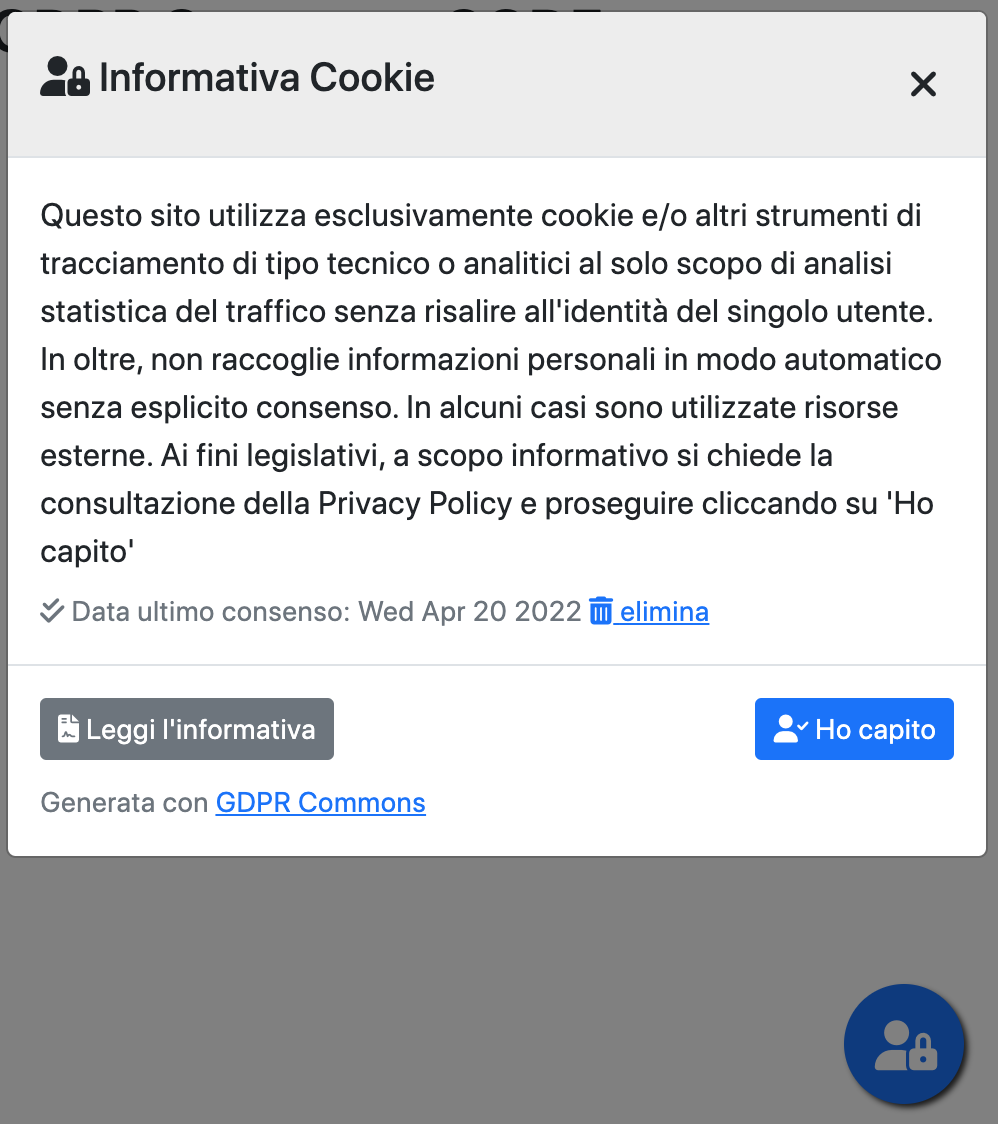 Informativa Cookie
Questo sito utilizza esclusivamente cookie e/o altri strumenti di
tracciamento di tipo tecnico o analitici al solo scopo di analisi
statistica del traffico senza risalire all'identità del singolo utente.
In oltre, non raccoglie informazioni personali in modo automatico
senza esplicito consenso. In alcuni casi sono utilizzate risorse
esterne. Ai fini legislativi, a scopo informativo si chiede la
consultazione della Privacy Policy e proseguire cliccando su 'Ho
capito'
Data ultimo consenso: Wed Apr 20 2022 elimina
Leggi l'informativa
Ho capito
Generata con GDPR Commons